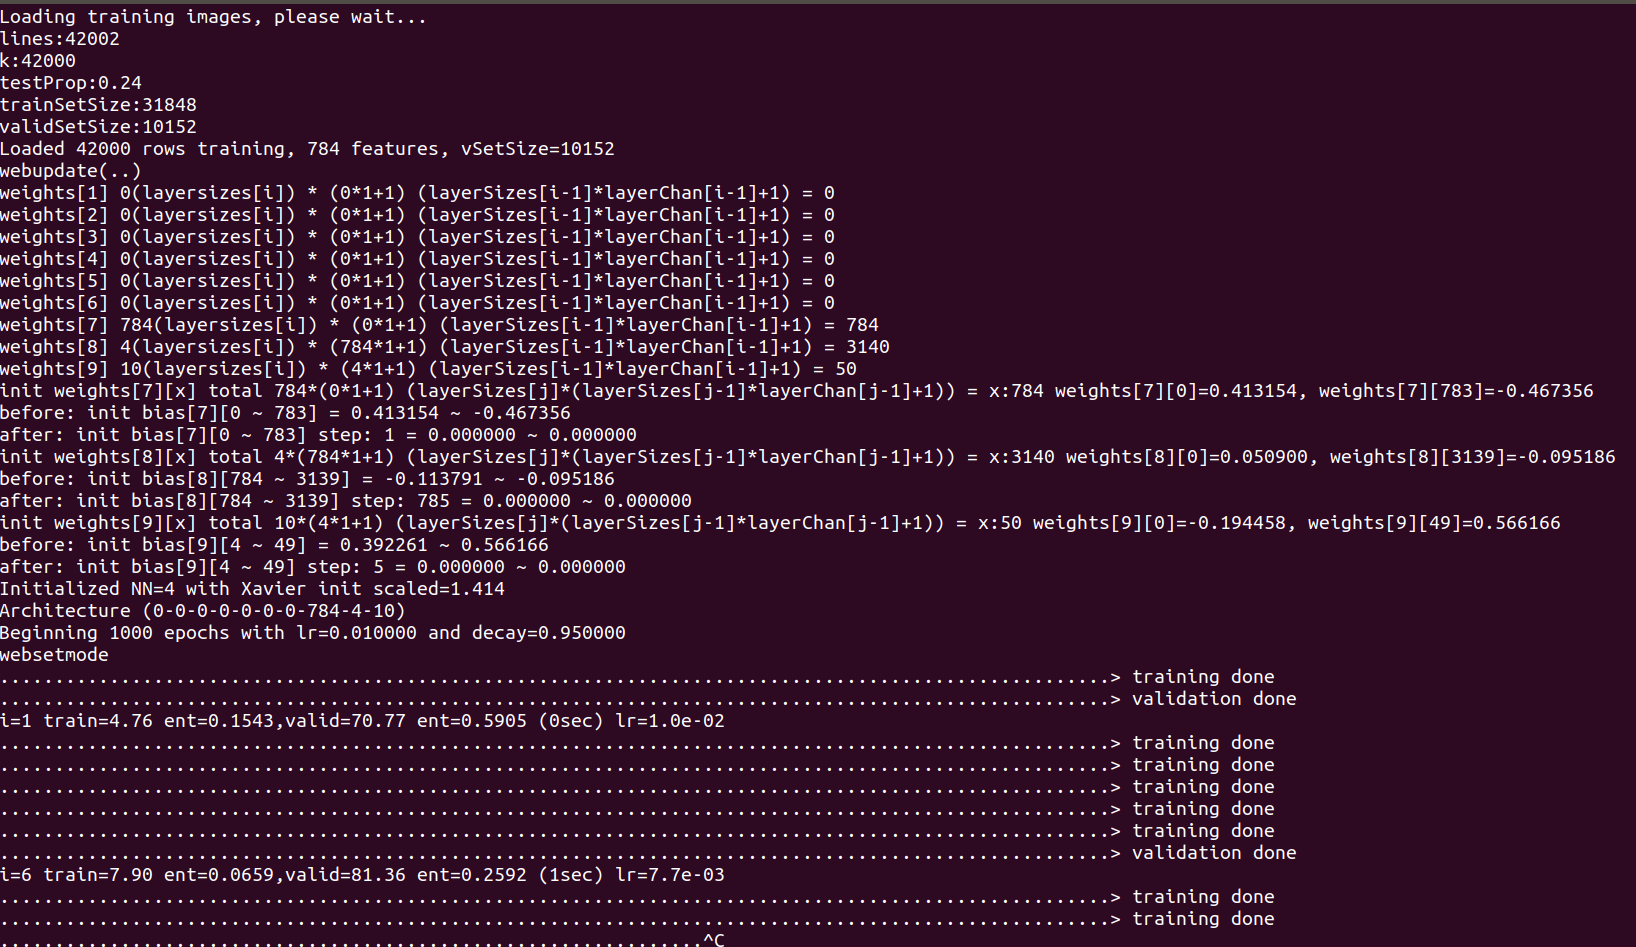 Loading training images, please wait...
lines:42002
k:42000
testProp:0.24
trainSetSize:31848
validSetSize:10152
Loaded 42000 rows training, 784 features, vSetSize=10152
webupdate(..)
weights[1] 0(layersizes[i]) * (0*1+1) (layerSizes[i-1]*layerChan[i-1]+1) = 0
weights[2] 0(layersizes[i]) * (0*1+1) (layerSizes[i-1]*layerChan[i-1]+1) = 0
weights[3] 0(layersizes[i]) * (0*1+1) (layerSizes[i-1]*layerChan[i-1]+1) = 0
weights[4] 0(layersizes[i]) * (0*1+1) (layerSizes[i-1]*layerChan[i-1]+1) = 0
weights[5] 0(layersizes[i]) * (0*1+1) (layerSizes[i-1]*layerChan[i-1]+1) = 0
weights[6] 0(layersizes[i]) * (0*1+1) (layerSizes[i-1]*layerChan[i-1]+1) = 0
weights[7] 784(layersizes[i]) * (0*1+1) (layerSizes[i-1]*layerChan[i-1]+1) = 784
weights[8] 4(layersizes[i]) * (784*1+1) (layerSizes[i-1]*layerChan[i-1]+1) = 3140
weights[9] 10(layersizes[i]) * (4*1+1) (layerSizes[i-1]*layerChan[i-1]+1) = 50
init weights[7][x] total 784*(0*1+1) (layerSizes[j]*(layerSizes[j-1]*layerChan[j-1]+1)) = x:784 weights[7][0]=0.413154, weights[7][783]=-0.467356
before: init bias[7][0 ~ 783] = 0.413154 ~ -0.467356
after: init bias[7][0 ~ 783] step: 1 = 0.000000 ~ 0.000000
init weights[8][x] total 4*(784*1+1) (layerSizes[j]*(layerSizes[j-1]*layerChan[j-1]+1)) = x:3140 weights[8][0]=0.050900, weights[8][3139]=-0.095186
before: init bias[8][784 ~ 3139] = -0.113791 ~ -0.095186
after: init bias[8][784 ~ 3139] step: 785 = 0.000000 ~ 0.000000
init weights[9][x] total 10*(4*1+1) (layerSizes[j]*(layerSizes[j-1]*layerChan[j-1]+1)) = x:50 weights[9][0]=-0.194458, weights[9][49]=0.566166
before: init bias[9][4 ~ 49] = 0.392261 ~ 0.566166
after: init bias[9][4 ~ 49] step: 5 = 0.000000 ~ 0.000000
Initialized NN=4 with Xavier init scaled=1.414
Architecture (0-0-0-0-0-0-0-784-4-10)
Beginning 1000 epochs with lr=0.010000 and decay=0.950000
websetmode
.....................................................................................................> training done
.....................................................................................................> validation done
i=1 train=4.76 ent=0.1543,valid=70.77 ent=0.5905 (0sec) lr=1.0e-02
.....................................................................................................> training done
.....................................................................................................> training done
.....................................................................................................> training done
.....................................................................................................> training done
.....................................................................................................> training done
.....................................................................................................> validation done
i=6 train=7.90 ent=0.0659,valid=81.36 ent=0.2592 (1sec) lr=7.7e-03
.....................................................................................................> training done
.....................................................................................................> training done
................................................................^C